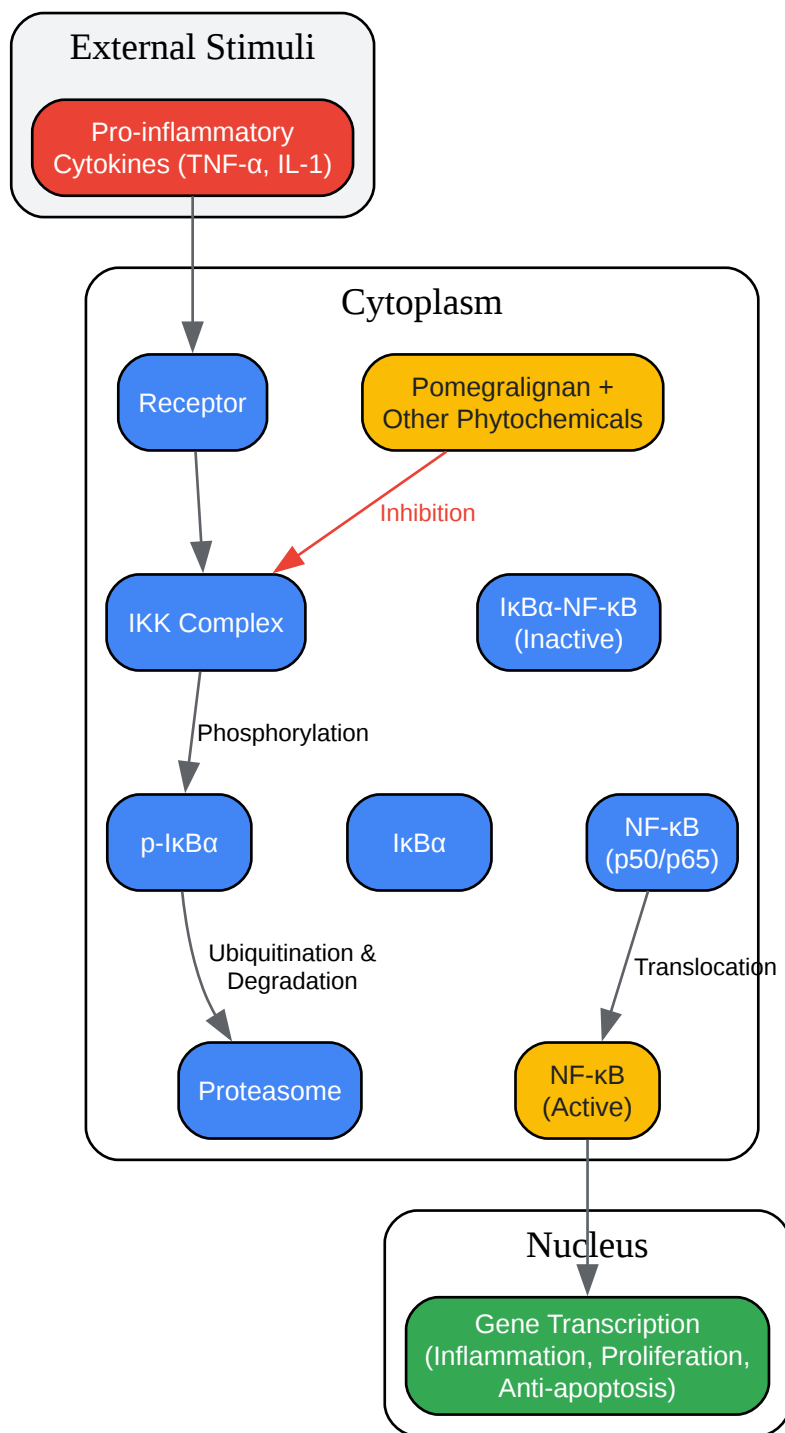 External Stimuli
Pro-inflammatory
Cytokines (TNF-α, IL-1)
Cytoplasm
Receptor
Pomegralignan +
Other Phytochemicals
Inhibition
IKK Complex
IκBα-NF-κB
(Inactive)
Phosphorylation
p-IκBα
IκBα
NF-κB
(p50/p65)
Ubiquitination &
Degradation
Translocation
Proteasome
NF-κB
(Active)
Nucleus
Gene Transcription
(Inflammation, Proliferation,
Anti-apoptosis)